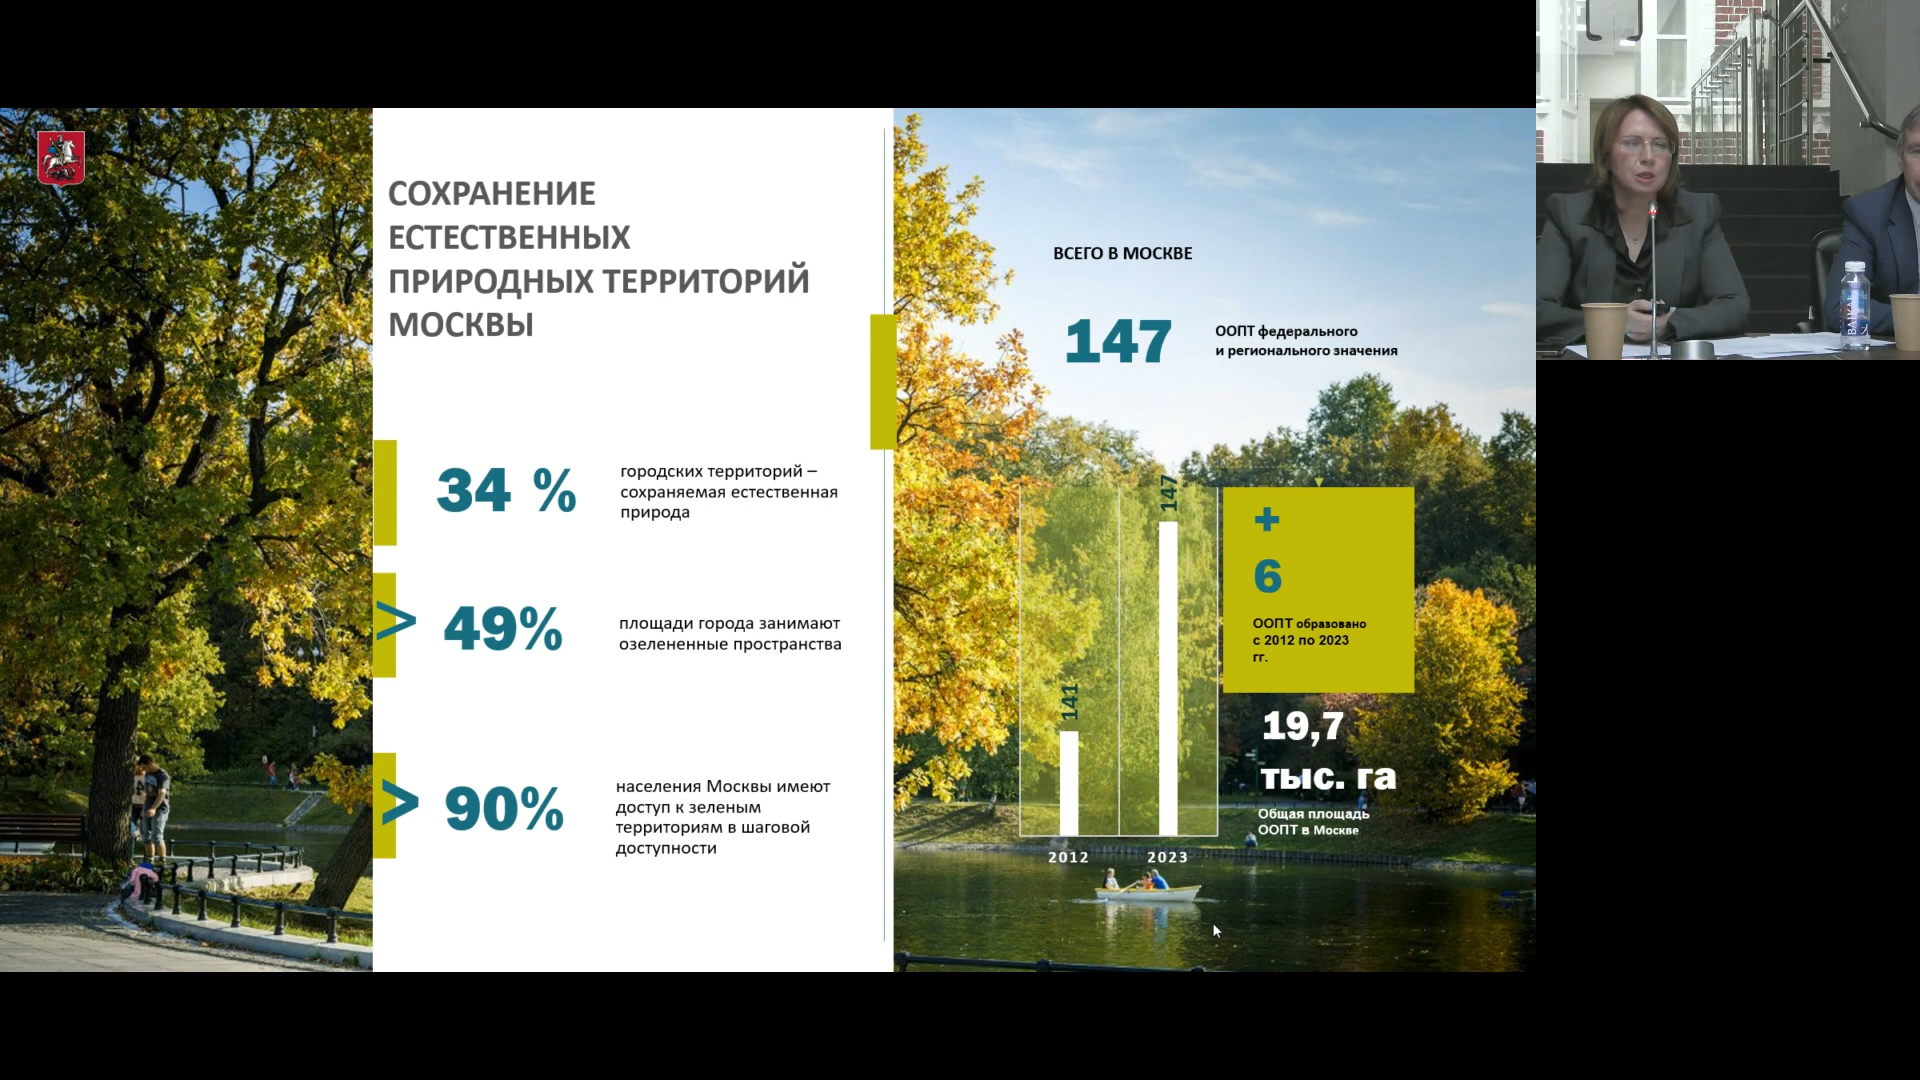 СОХРАНЕНИЕ
ЕСТЕСТВЕННЫХ
ПРИРОДНЫХ ТЕРРИТОРИЙ
МОСКВЫ
34 %
городских территорий –
сохраняемая естественная
природа
> 49%
площади города занимают
озелененные пространства
> 90%
населения Москвы имеют
доступ к зеленым
территориям в шаговой
доступности
ВСЕГО В МОСКВЕ
147
ООПТ федерального
и регионального значения
141
147
2012
2023
+
6
ООПТ образовано
с 2012 по 2023
гг.
19,7
тыс. га
Общая площадь
ООПТ в Москве